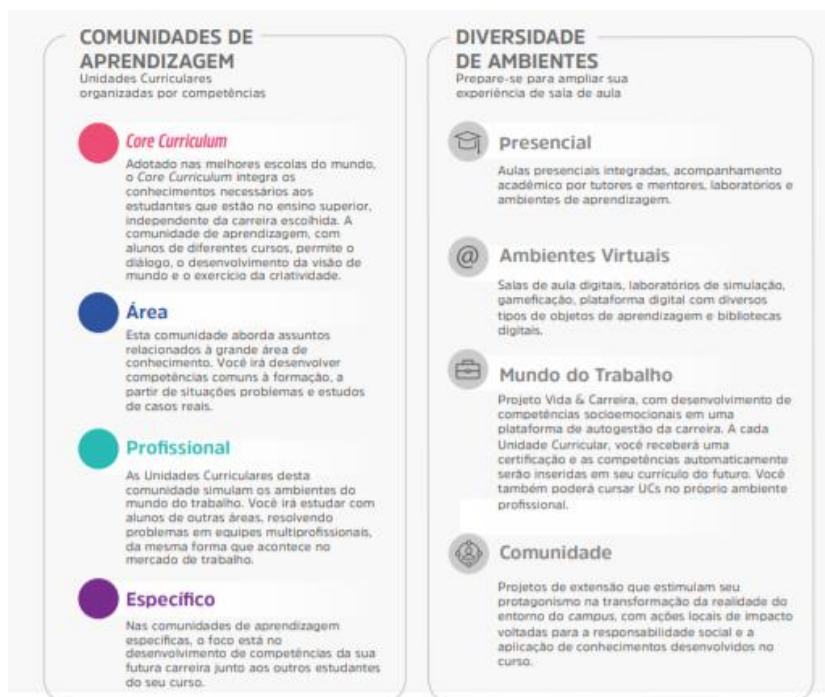 COMUNIDADES DE
APRENDIZAGEM
Unidades Curriculares
organizadas por competências
Core Curriculum
Adotado nas melhores escolas do mundo,
o Core Curriculum integra os
conhecimentos necessários aos
estudantes que estão no ensino superior,
independente da carreira escolhida. A
comunidade de aprendizagem, com
alunos de diferentes cursos, permite o
diálogo, o desenvolvimento da visão de
mundo e o exercício da criatividade.
Área
Esta comunidade aborda assuntos
relacionados à grande área de
conhecimento. Você irá desenvolver
competências comuns à formação, a
partir de situações problemas e estudos
de casos reais.
Profissional
As Unidades Curriculares desta
comunidade simulam os ambientes do
mundo do trabalho. Você irá estudar com
alunos de outras áreas, resolvendo
problemas em equipes multiprofissionais,
da mesma forma que acontece no
mercado de trabalho.
Específico
Nas comunidades de aprendizagem
específicas, o foco está no
desenvolvimento de competências da sua
futura carreira junto aos outros estudantes
do seu curso.
DIVERSIDADE
DE AMBIENTES
Prepare-se para ampliar sua
experiência de sala de aula
Presencial
Aulas presenciais integradas, acompanhamento
acadêmico por tutores e mentores, laboratórios e
ambientes de aprendizagem.
@
Ambientes Virtuais
Salas de aula digitais, laboratórios de simulação,
gameficação, plataforma digital com diversos
tipos de objetos de aprendizagem e bibliotecas
digitais.
Mundo do Trabalho
Projeto Vida & Carreira, com desenvolvimento de
competências socioemocionais em uma
plataforma de autogestão da carreira. A cada
Unidade Curricular, você receberá uma
certificação e as competências automaticamente
serão inseridas em seu currículo do futuro. Você
também poderá cursar UCs no próprio ambiente
profissional.
Comunidade
Projetos de extensão que estimulam seu
protagonismo na transformação da realidade do
entorno do campus, com ações locais de impacto
voltadas para a responsabilidade social e a
aplicação de conhecimentos desenvolvidos no
curso.